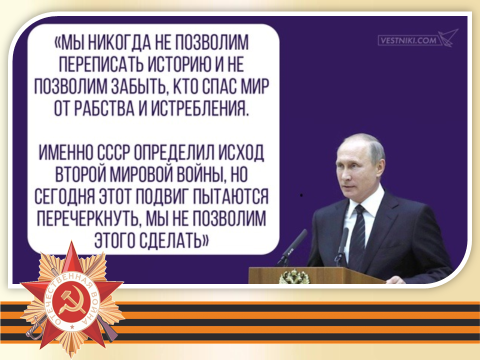 VESTNIKI.COM
«МЫ НИКОГДА НЕ ПОЗВОЛИМ
ПЕРЕПИСАТЬ ИСТОРИЮ И НЕ
ПОЗВОЛИМ ЗАБЫТЬ, КТО СПАС МИР
ОТ РАБСТВА И ИСТРЕБЛЕНИЯ.
ИМЕННО СССР ОПРЕДЕЛИЛ ИСХОД
ВТОРОЙ МИРОВОЙ ВОЙНЫ, НО
СЕГОДНЯ ЭТОТ ПОДВИГ ПЫТАЮТСЯ
ПЕРЕЧЕРКНУТЬ, МЫ НЕ ПОЗВОЛИМ
ЭТОГО СДЕЛАТЬ»
ОТЕЧЕСТВЕННАЯ ВОЙНА